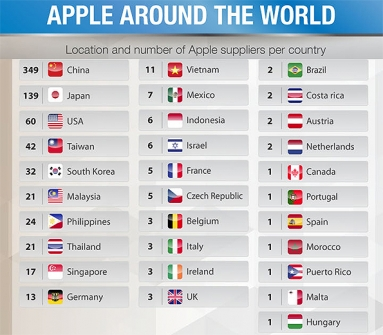 APPLE AROUND THE WORLD
Location and number of Apple suppliers per country
349 China
139 Japan
60 USA
42 Taiwan
32 South Korea
21 Malaysia
24 Philippines
21 Thailand
17 Singapore
13 Germany
11 Vietnam
7 Mexico
6 Indonesia
6 Israel
5 France
5 Czech Republic
3 Belgium
3 Italy
3 Ireland
3 UK
2 Brazil
2 Costa rica
2 Austria
2 Netherlands
1 Canada
1 Portugal
1 Spain
1 Morocco
1 Puerto Rico
1 Malta
1 Hungary